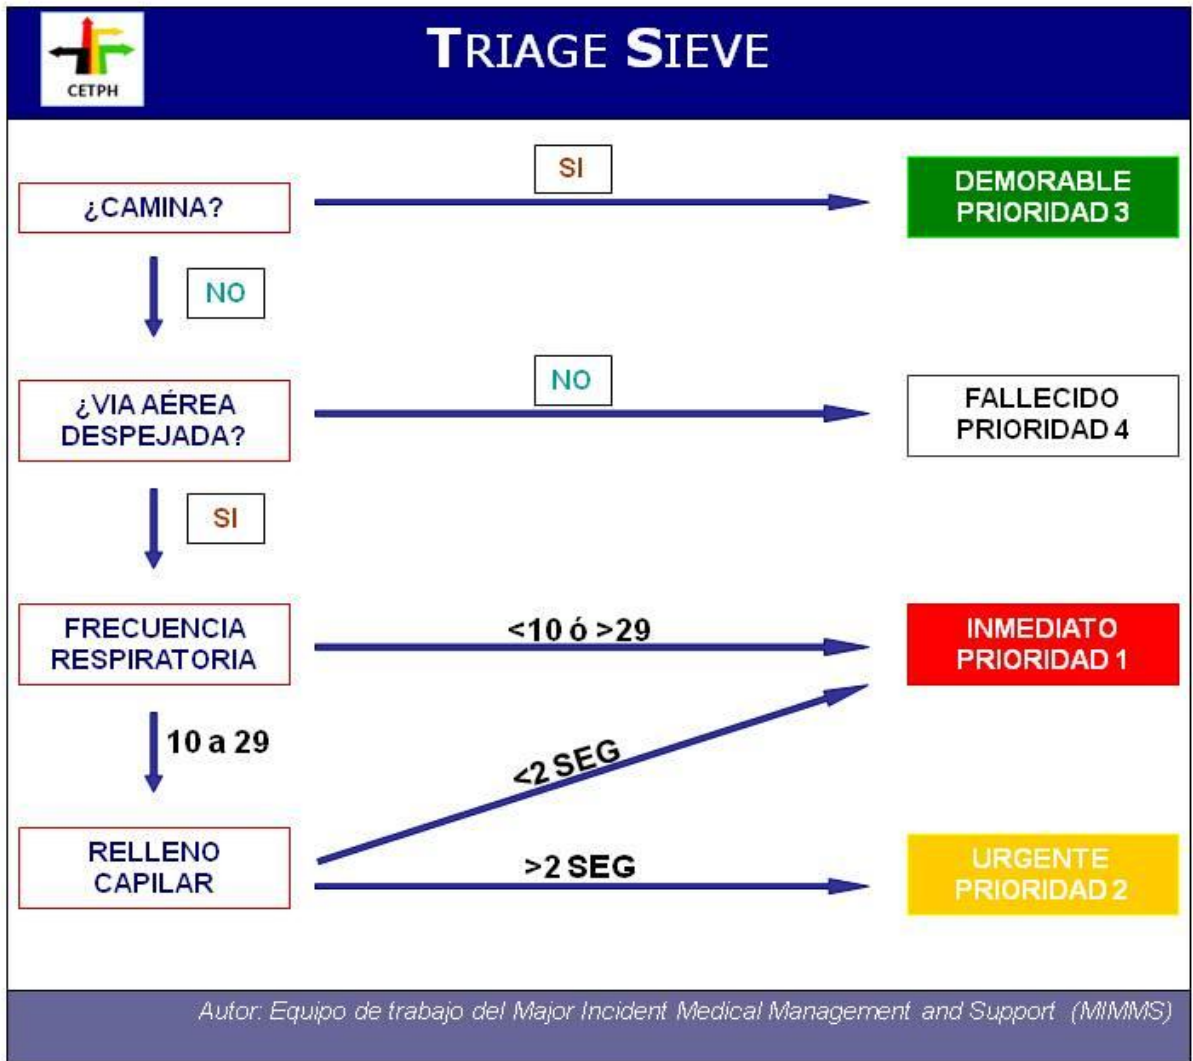 CETPH
TRIAGE SIEVE
¿CAMINA?
SI
DEMORABLE
PRIORIDAD 3
NO
¿VIA AÉREA
DESPEJADA?
NO
FALLECIDO
PRIORIDAD 4
SI
FRECUENCIA
RESPIRATORIA
<10 ó >29
INMEDIATO
PRIORIDAD 1
10 a 29
<2 SEG
RELLENO
CAPILAR
>2 SEG
URGENTE
PRIORIDAD 2
Autor: Equipo de trabajo del Major Incident Medical Management and Support (MIMMS)